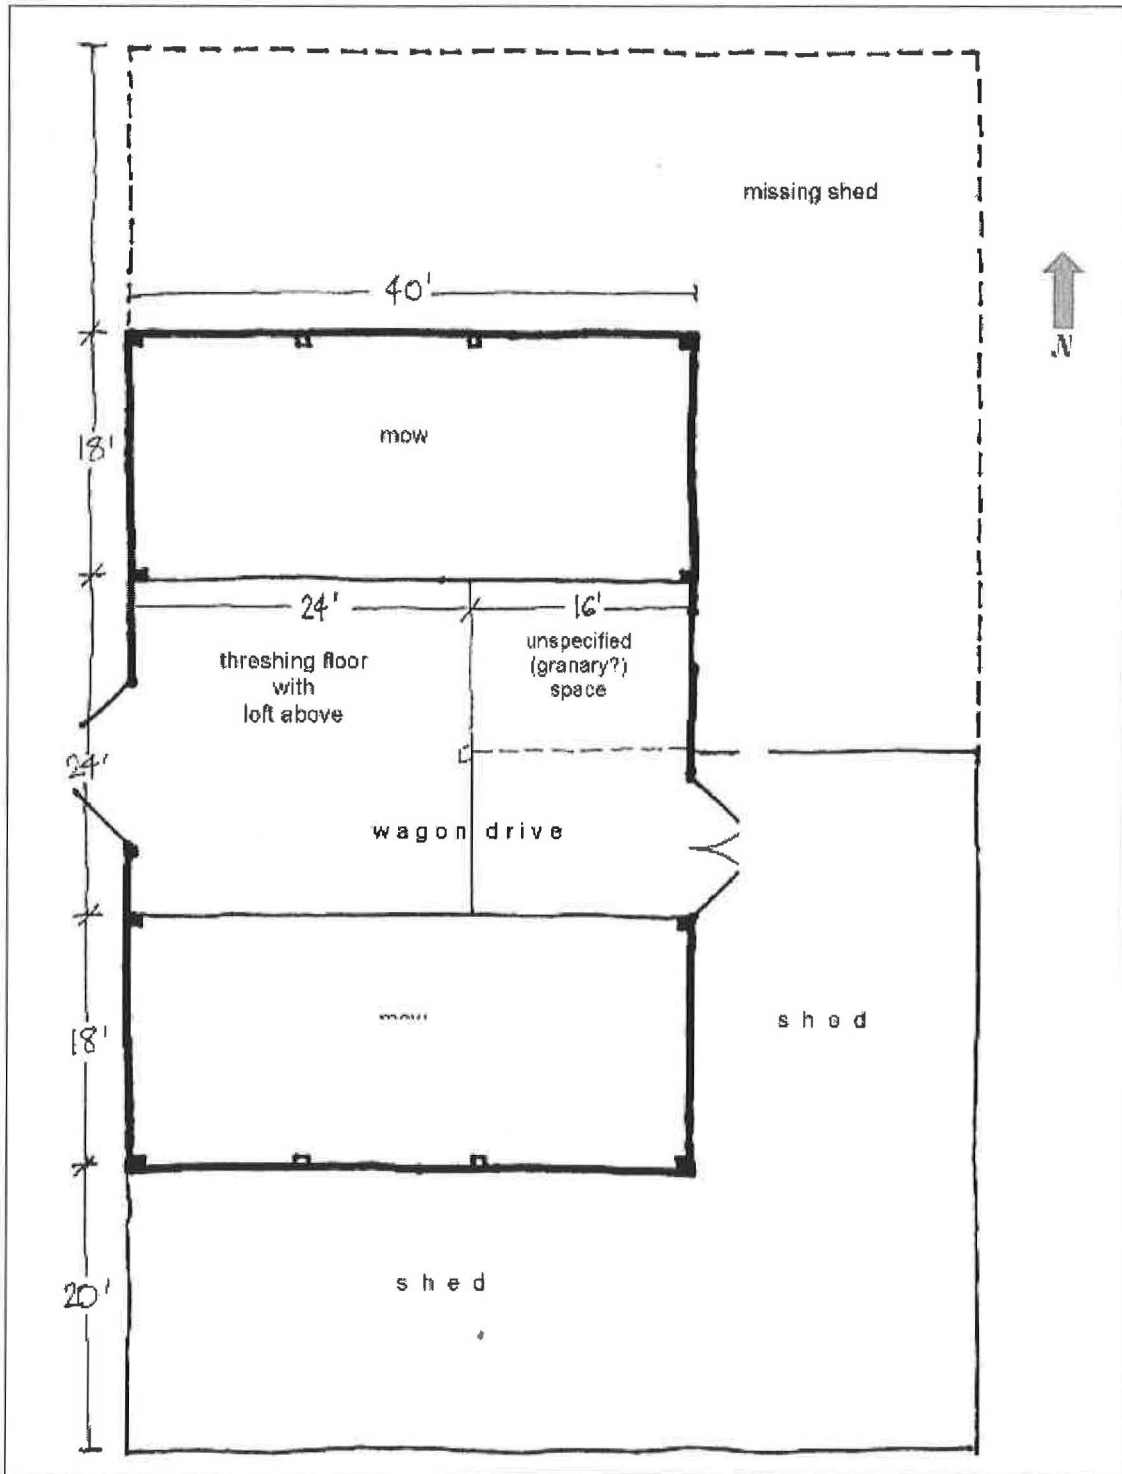 missing shed
40'
N
18'
mow
24'
16'
threshing floor
with
loft above
unspecified
(granary?)
space
24'
wagon drive
18'
mow
shed
20'
shed